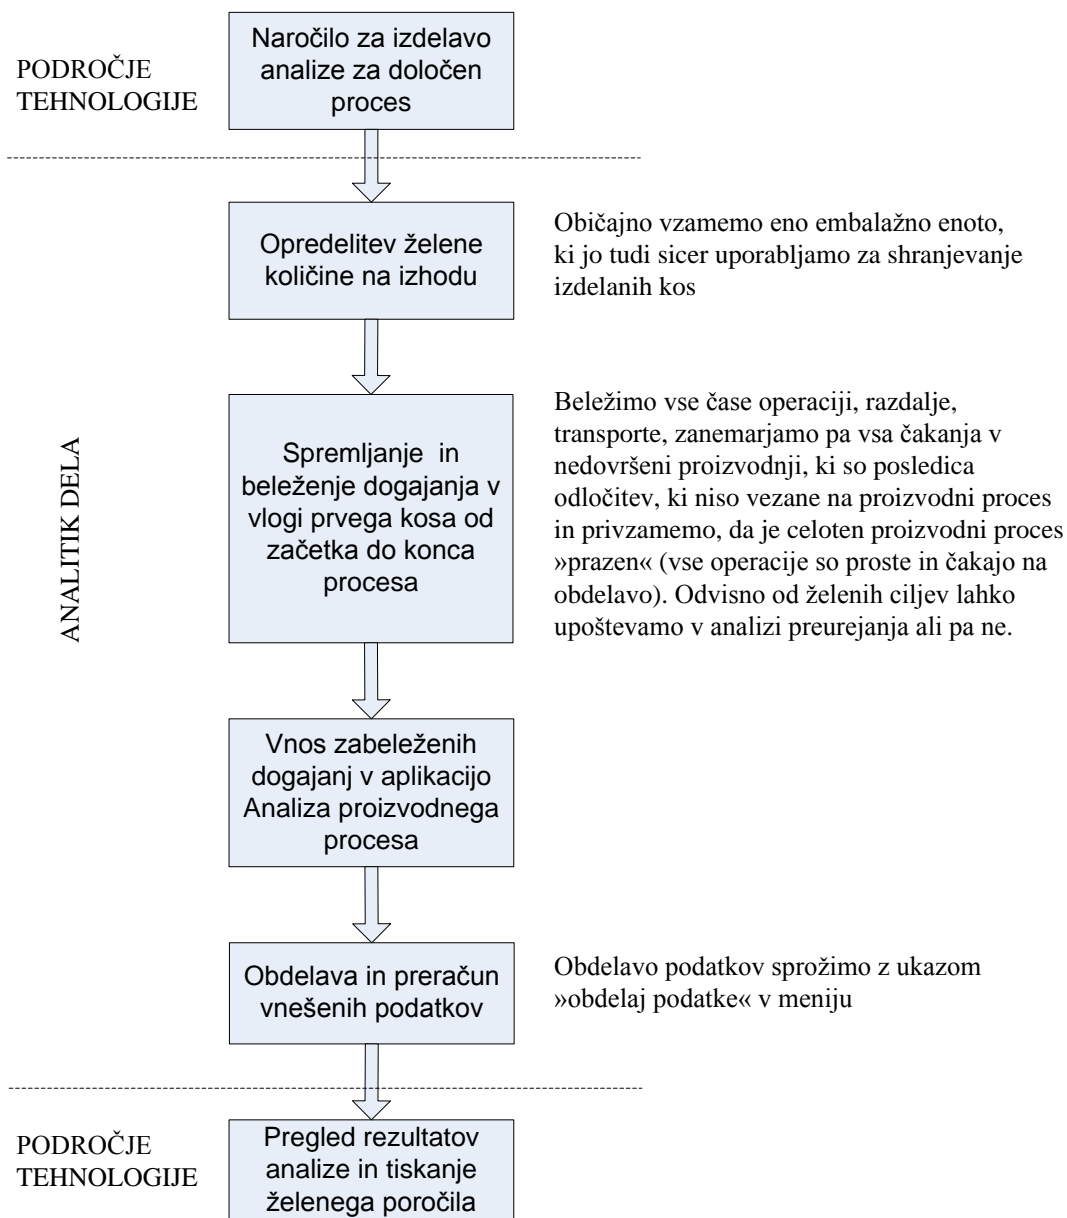 PODROČJE
TEHNOLOGIJE
Naročilo za izdelavo
analize za določen
proces
ANALITIK DELA
Opredelitev želene
količine na izhodu
Običajno vzamemo eno embalažno enoto,
ki jo tudi sicer uporabljamo za shranjevanje
izdelanih kos
Spremljanje in
beleženje dogajanja v
vlogi prvega kosa od
začetka do konca
procesa
Beležimo vse čase operaciji, razdalje,
transporte, zanemarjamo pa vsa čakanja v
nedovršeni proizvodnji, ki so posledica
odločitev, ki niso vezane na proizvodni proces
in privzamemo, da je celoten proizvodni proces
»prazen« (vse operacije so proste in čakajo na
obdelavo). Odvisno od želenih ciljev lahko
upoštevamo v analizi preurejanja ali pa ne.
Vnos zabeleženih
dogajanj v aplikacijo
Analiza proizvodnega
procesa
Obdelava in preračun
vnešenih podatkov
Obdelavo podatkov sprožimo z ukazom
»obdelaj podatke« v meniju
PODROČJE
TEHNOLOGIJE
Pregled rezultatov
analize in tiskanje
želenega poročila